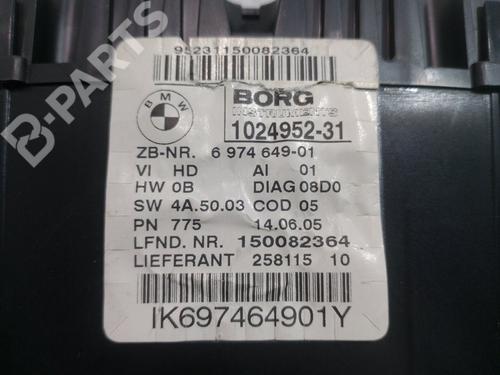 95231150082364
BMW
BORG
INSTRUMENTS
1024952-31
ZB-NR. 6 974 649-01
VI HD AI 01
HW 0B DIAG 08D0
SW 4A.50.03 COD 05
PN 775 14.06.05
LFND. NR. 150082364
LIEFERANT 258115 10
IK697464901Y
B-PARTS